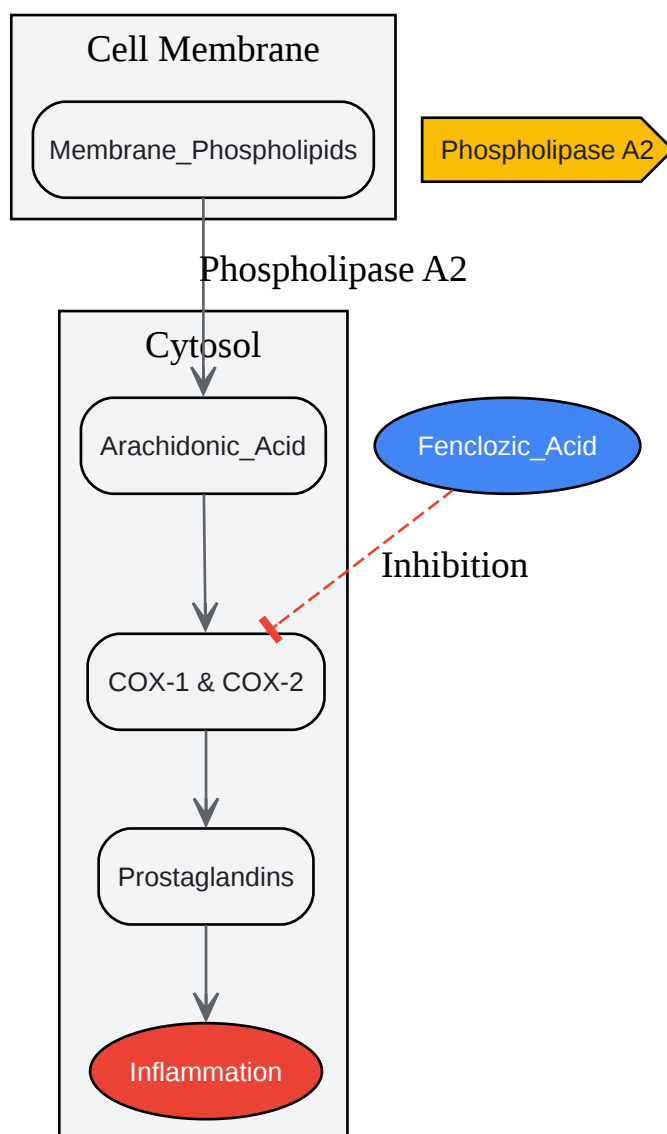 Cell Membrane
Membrane_Phospholipids
Phospholipase A2
Phospholipase A2
Cytosol
Arachidonic_Acid
Fenclozic_Acid
Inhibition
COX-1 & COX-2
Prostaglandins
Inflammation